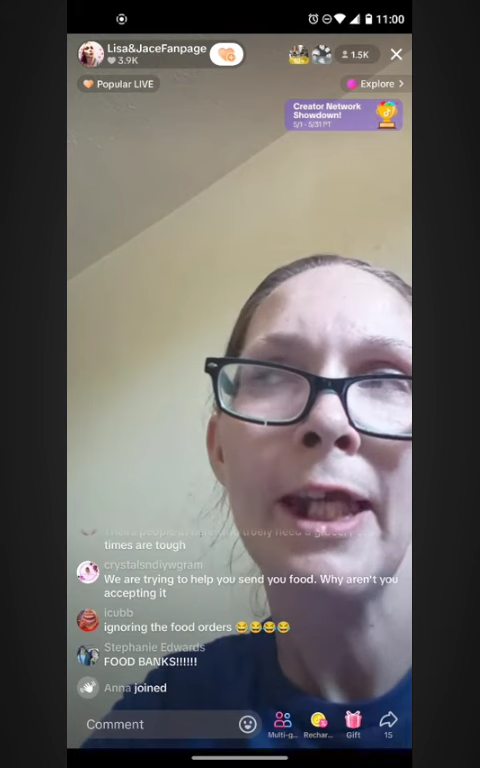 11:00
Lisa&JaceFanpage
3.9K
1.5K
Popular LIVE
Explore >
Creator Network
Showdown!
5/1 - 5/31 PT
times are tough
crystalsndiywgram
We are trying to help you send you food. Why aren't you
accepting it
icubb
ignoring the food orders 😂😂😂😂
Stephanie Edwards
FOOD BANKS!!!!!!
Anna joined
Comment
Multi-g...
Rechar...
Gift
15